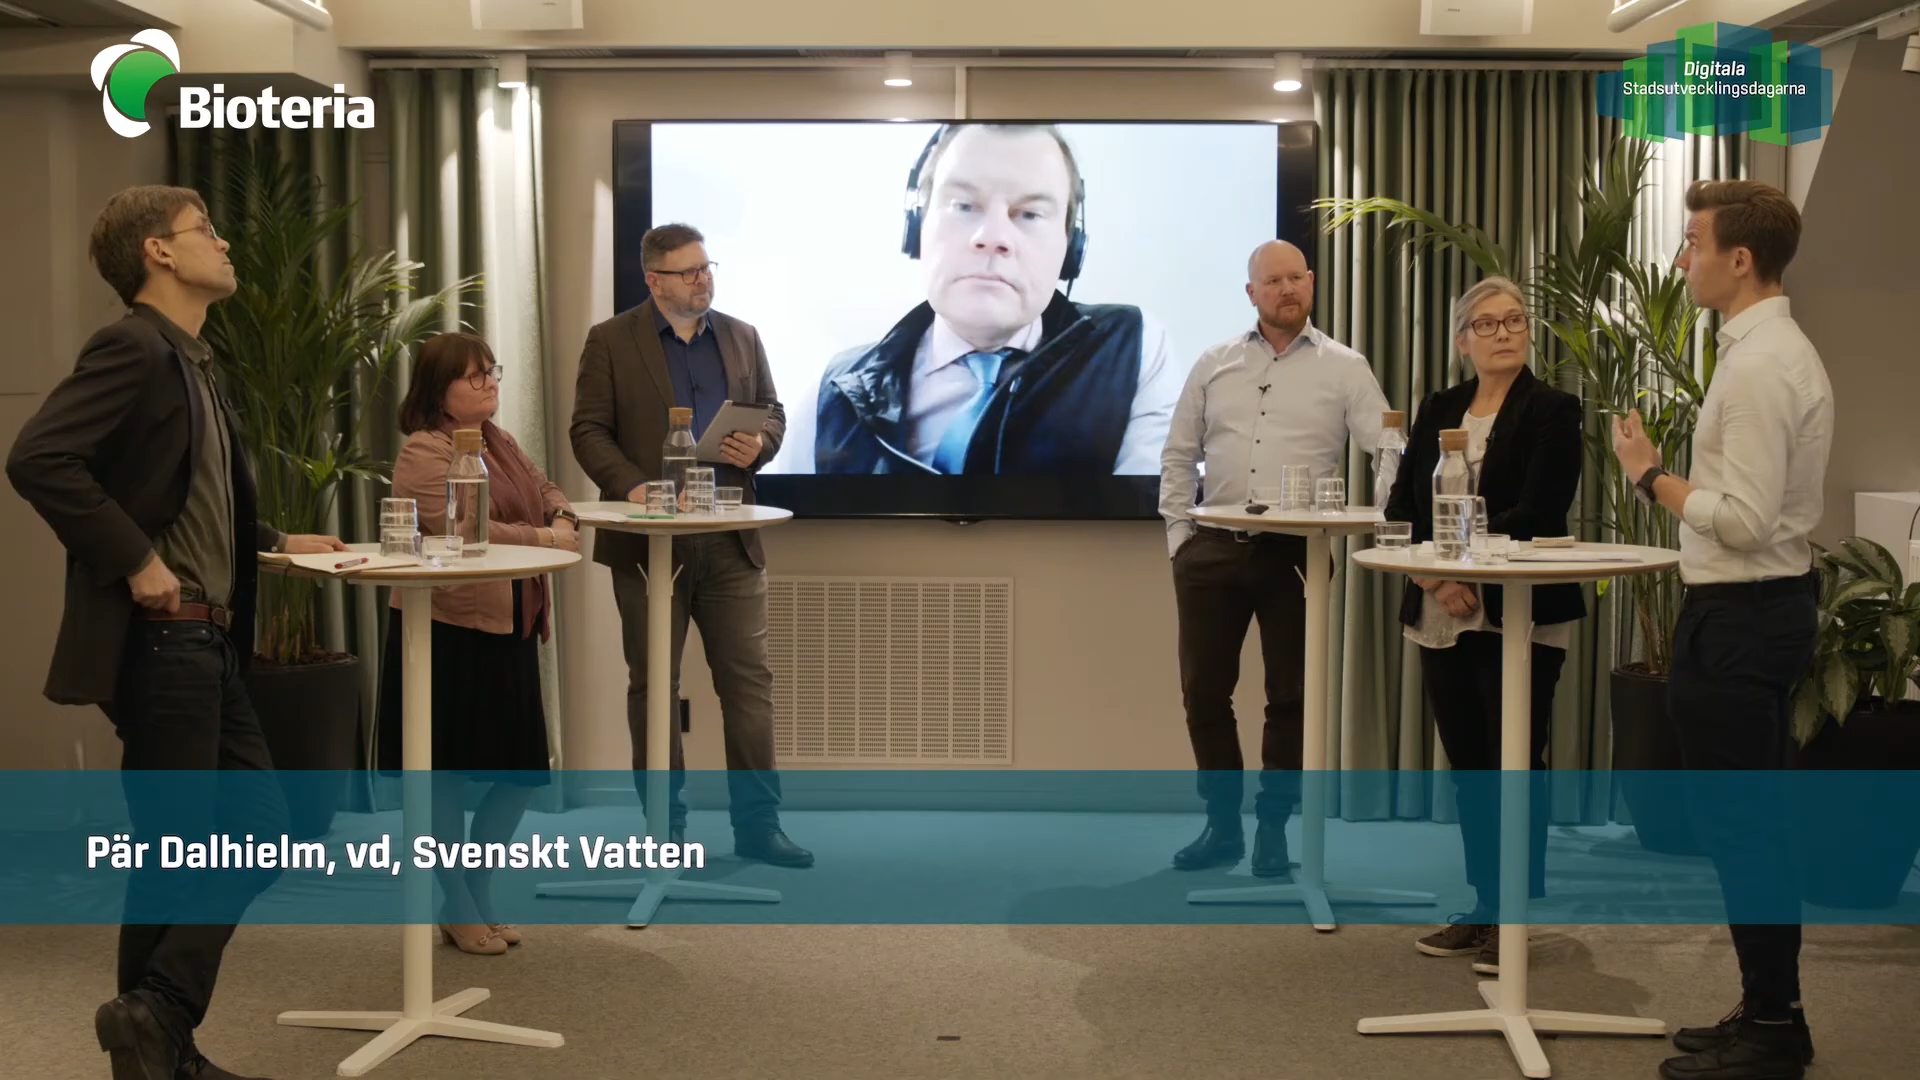 Bioteria
Digitala
Stadsutvecklingsdagarna
Pär Dalhielm, vd, Svenskt Vatten